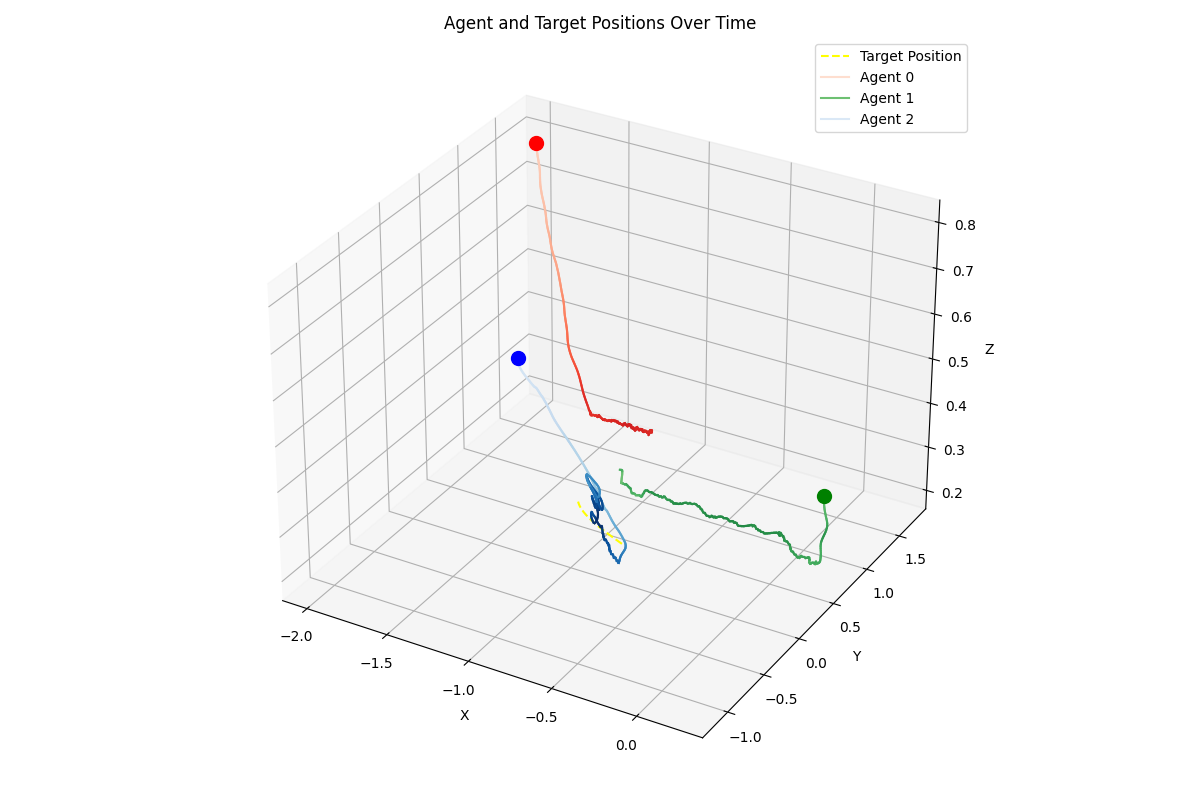 Agent and Target Positions Over Time
Target Position
Agent 0
Agent 1
Agent 2
0.8
0.7
0.6
0.5
0.4
0.3
0.2
Z
1.5
1.0
0.5
0.0
−0.5
−1.0
Y
−2.0
−1.5
−1.0
−0.5
0.0
X